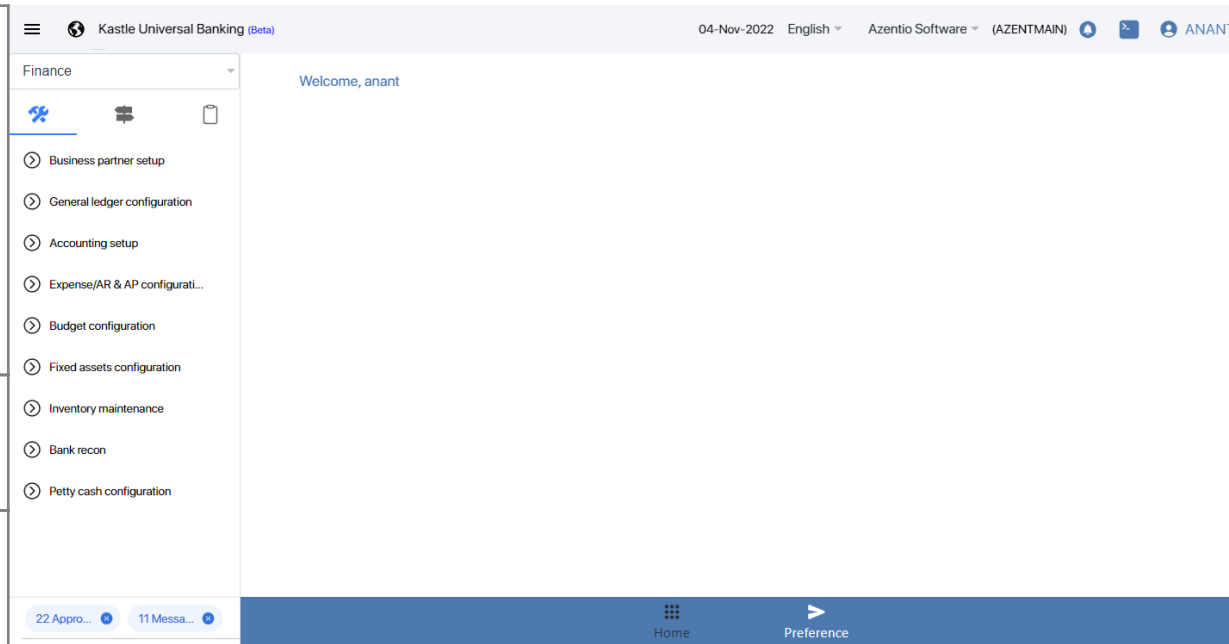 Kastle Universal Banking (Beta)
04-Nov-2022 English Azentio Software (AZENTMAIN) ANANT
Finance
Welcome, anant
Business partner setup
General ledger configuration
Accounting setup
Expense/AR & AP configurati...
Budget configuration
Fixed assets configuration
Inventory maintenance
Bank recon
Petty cash configuration
22 Appro... 11 Messa...
Home Preference